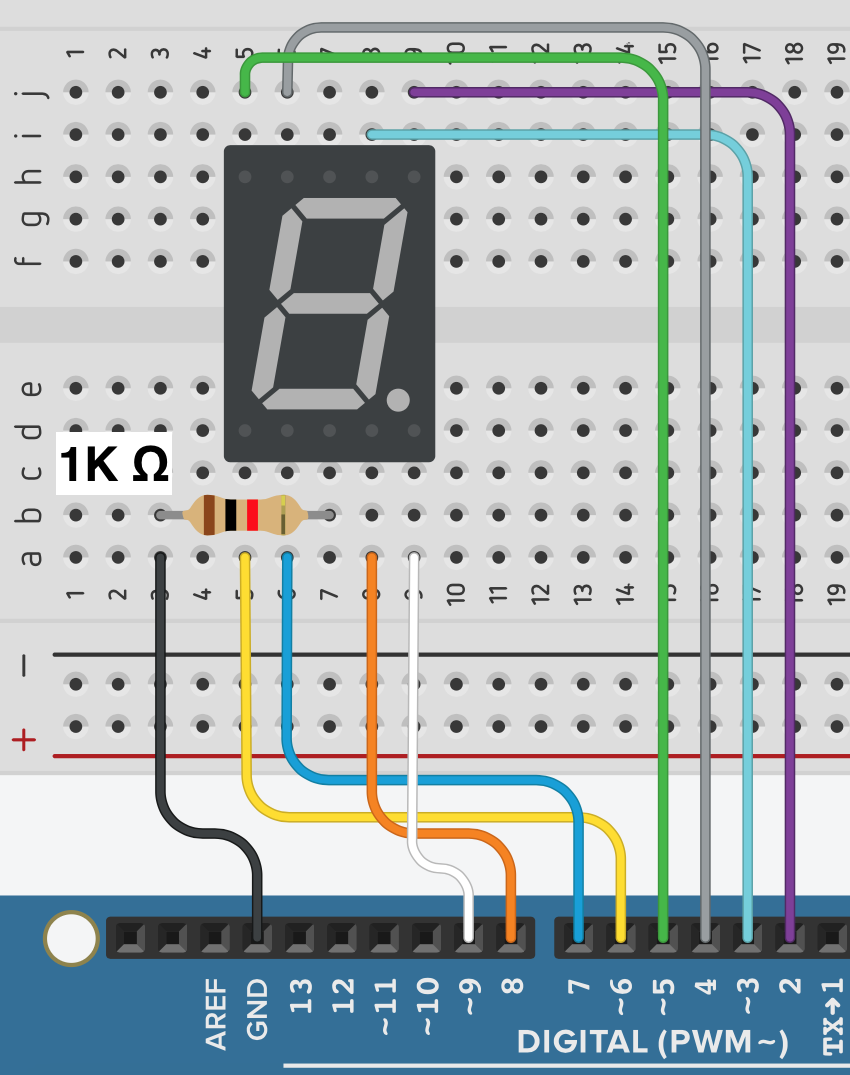 1 2 3 4 5 6 7 8 9 10 11 12 13 14 15 16 17 18 19
j
i
h
g
f
e
d
c
1K Ω
b
a
1 2 3 4 5 6 7 8 9 10 11 12 13 14 15 16 17 18 19
−
+
AREF GND 13 12 ~11 ~10 ~9 8 7 ~6 ~5 4 ~3 2 TX→1
DIGITAL (PWM~)